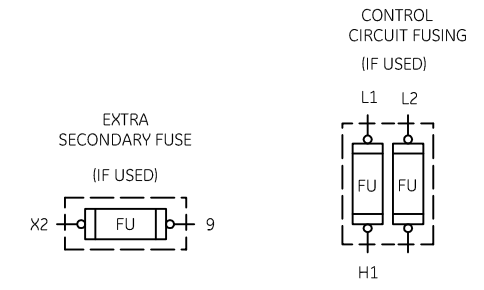 CONTROL
CIRCUIT FUSING
(IF USED)
L1 L2
FU FU
H1
EXTRA
SECONDARY FUSE
(IF USED)
X2 FU 9